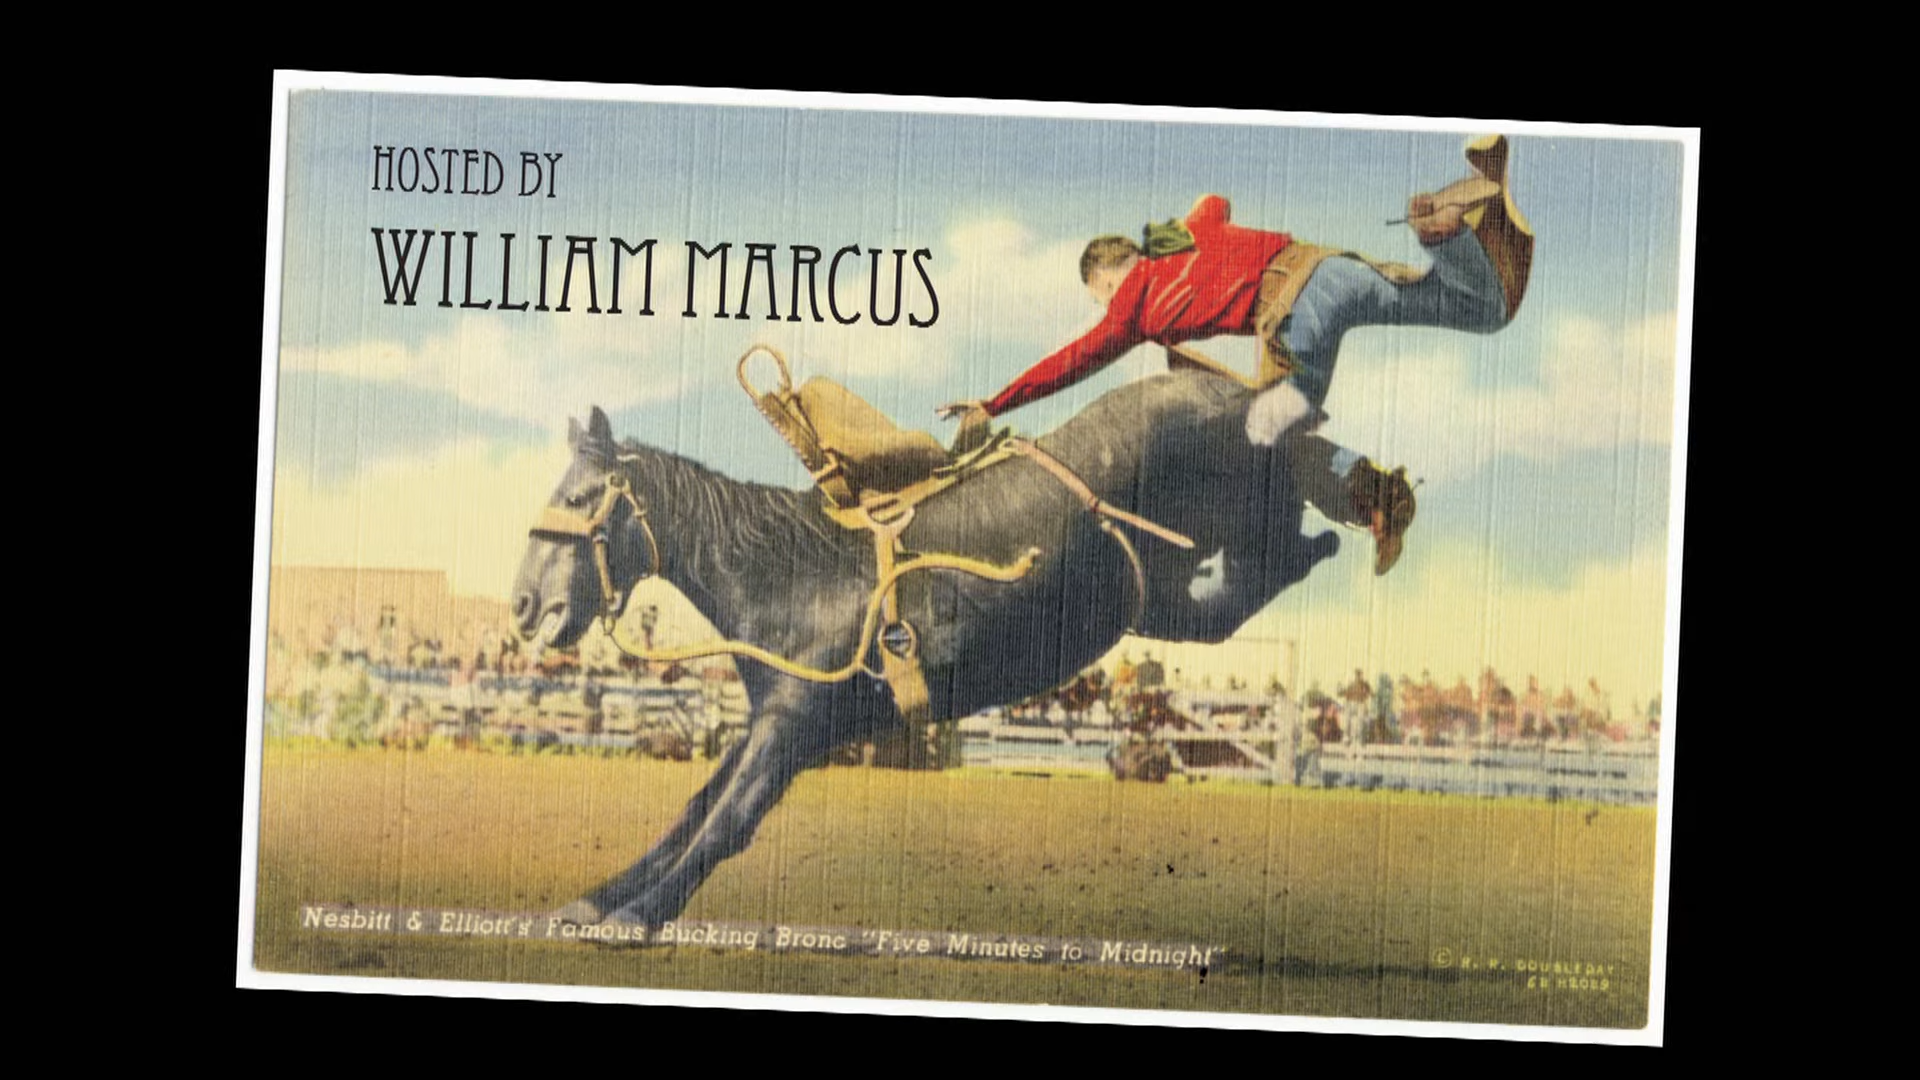 HOSTED BY
WILLIAM MARCUS
Nesbitt & Elliott's Famous Bucking Bronc "Five Minutes to Midnight"
© R. R. DOUBLEDAY